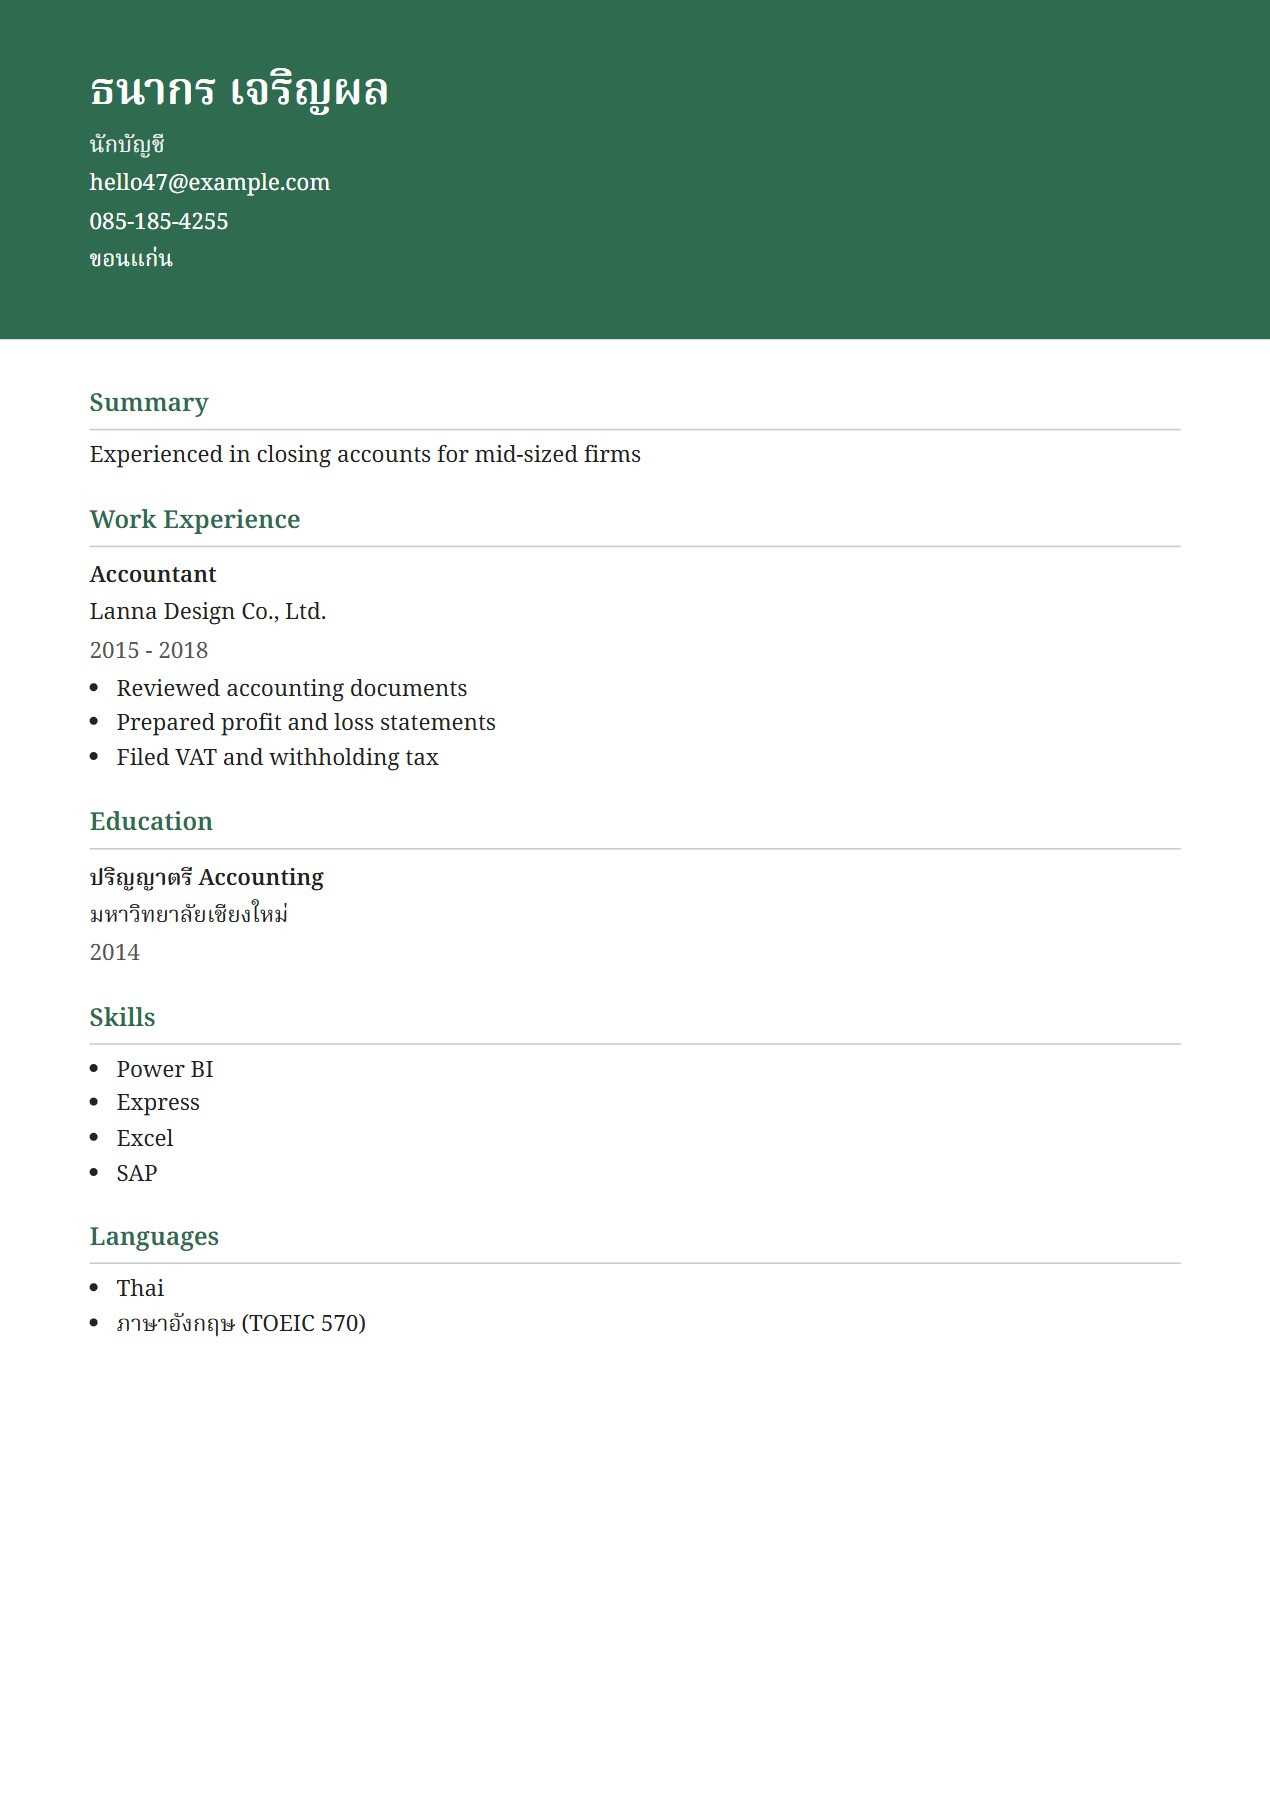 ธนากร เจริญผล
นักบัญชี
hello47@example.com
085-185-4255
ขอนแก่น
Summary
Experienced in closing accounts for mid-sized firms
Work Experience
Accountant
Lanna Design Co., Ltd.
2015 - 2018
• Reviewed accounting documents
• Prepared profit and loss statements
• Filed VAT and withholding tax
Education
ปริญญาตรี Accounting
มหาวิทยาลัยเชียงใหม่
2014
Skills
• Power BI
• Express
• Excel
• SAP
Languages
• Thai
• ภาษาอังกฤษ (TOEIC 570)